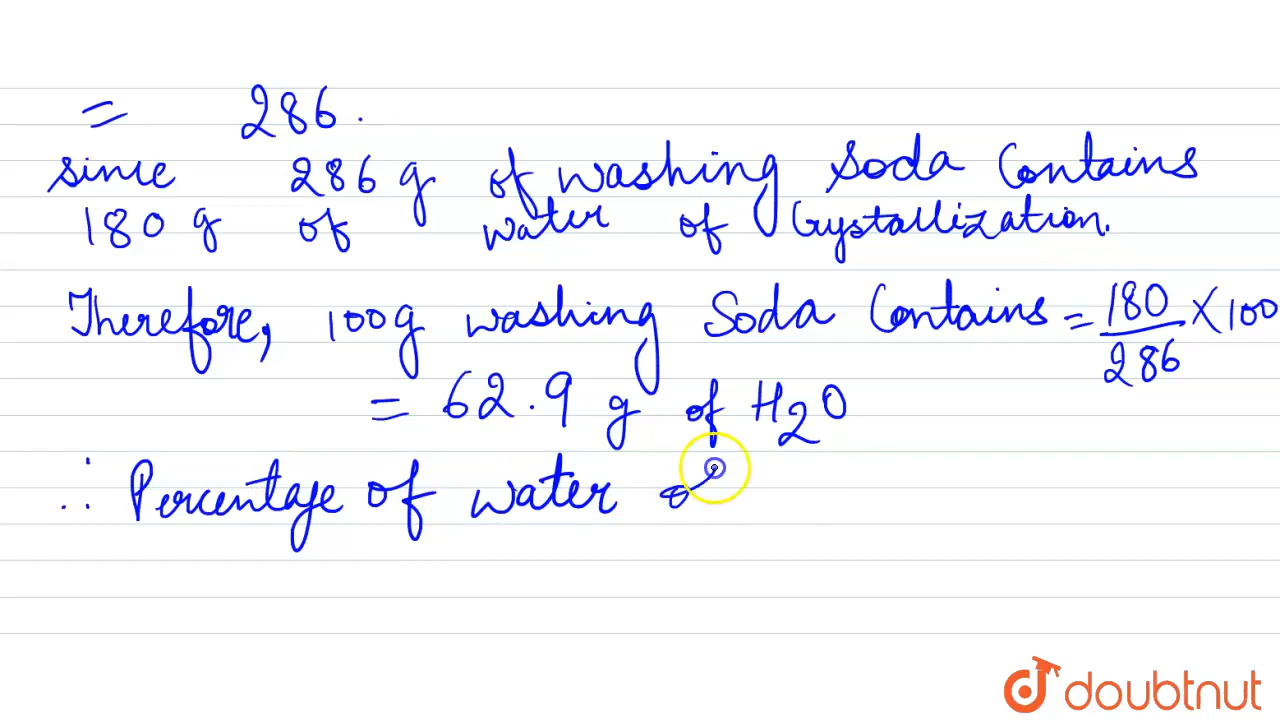 = 286.
since 286 g of washing soda Contains
180 g of water of Crystallization.
Therefore, 100g washing Soda Contains = 180/286 × 100
= 62.9 g of H2O
∴ Percentage of water o
doubtnut